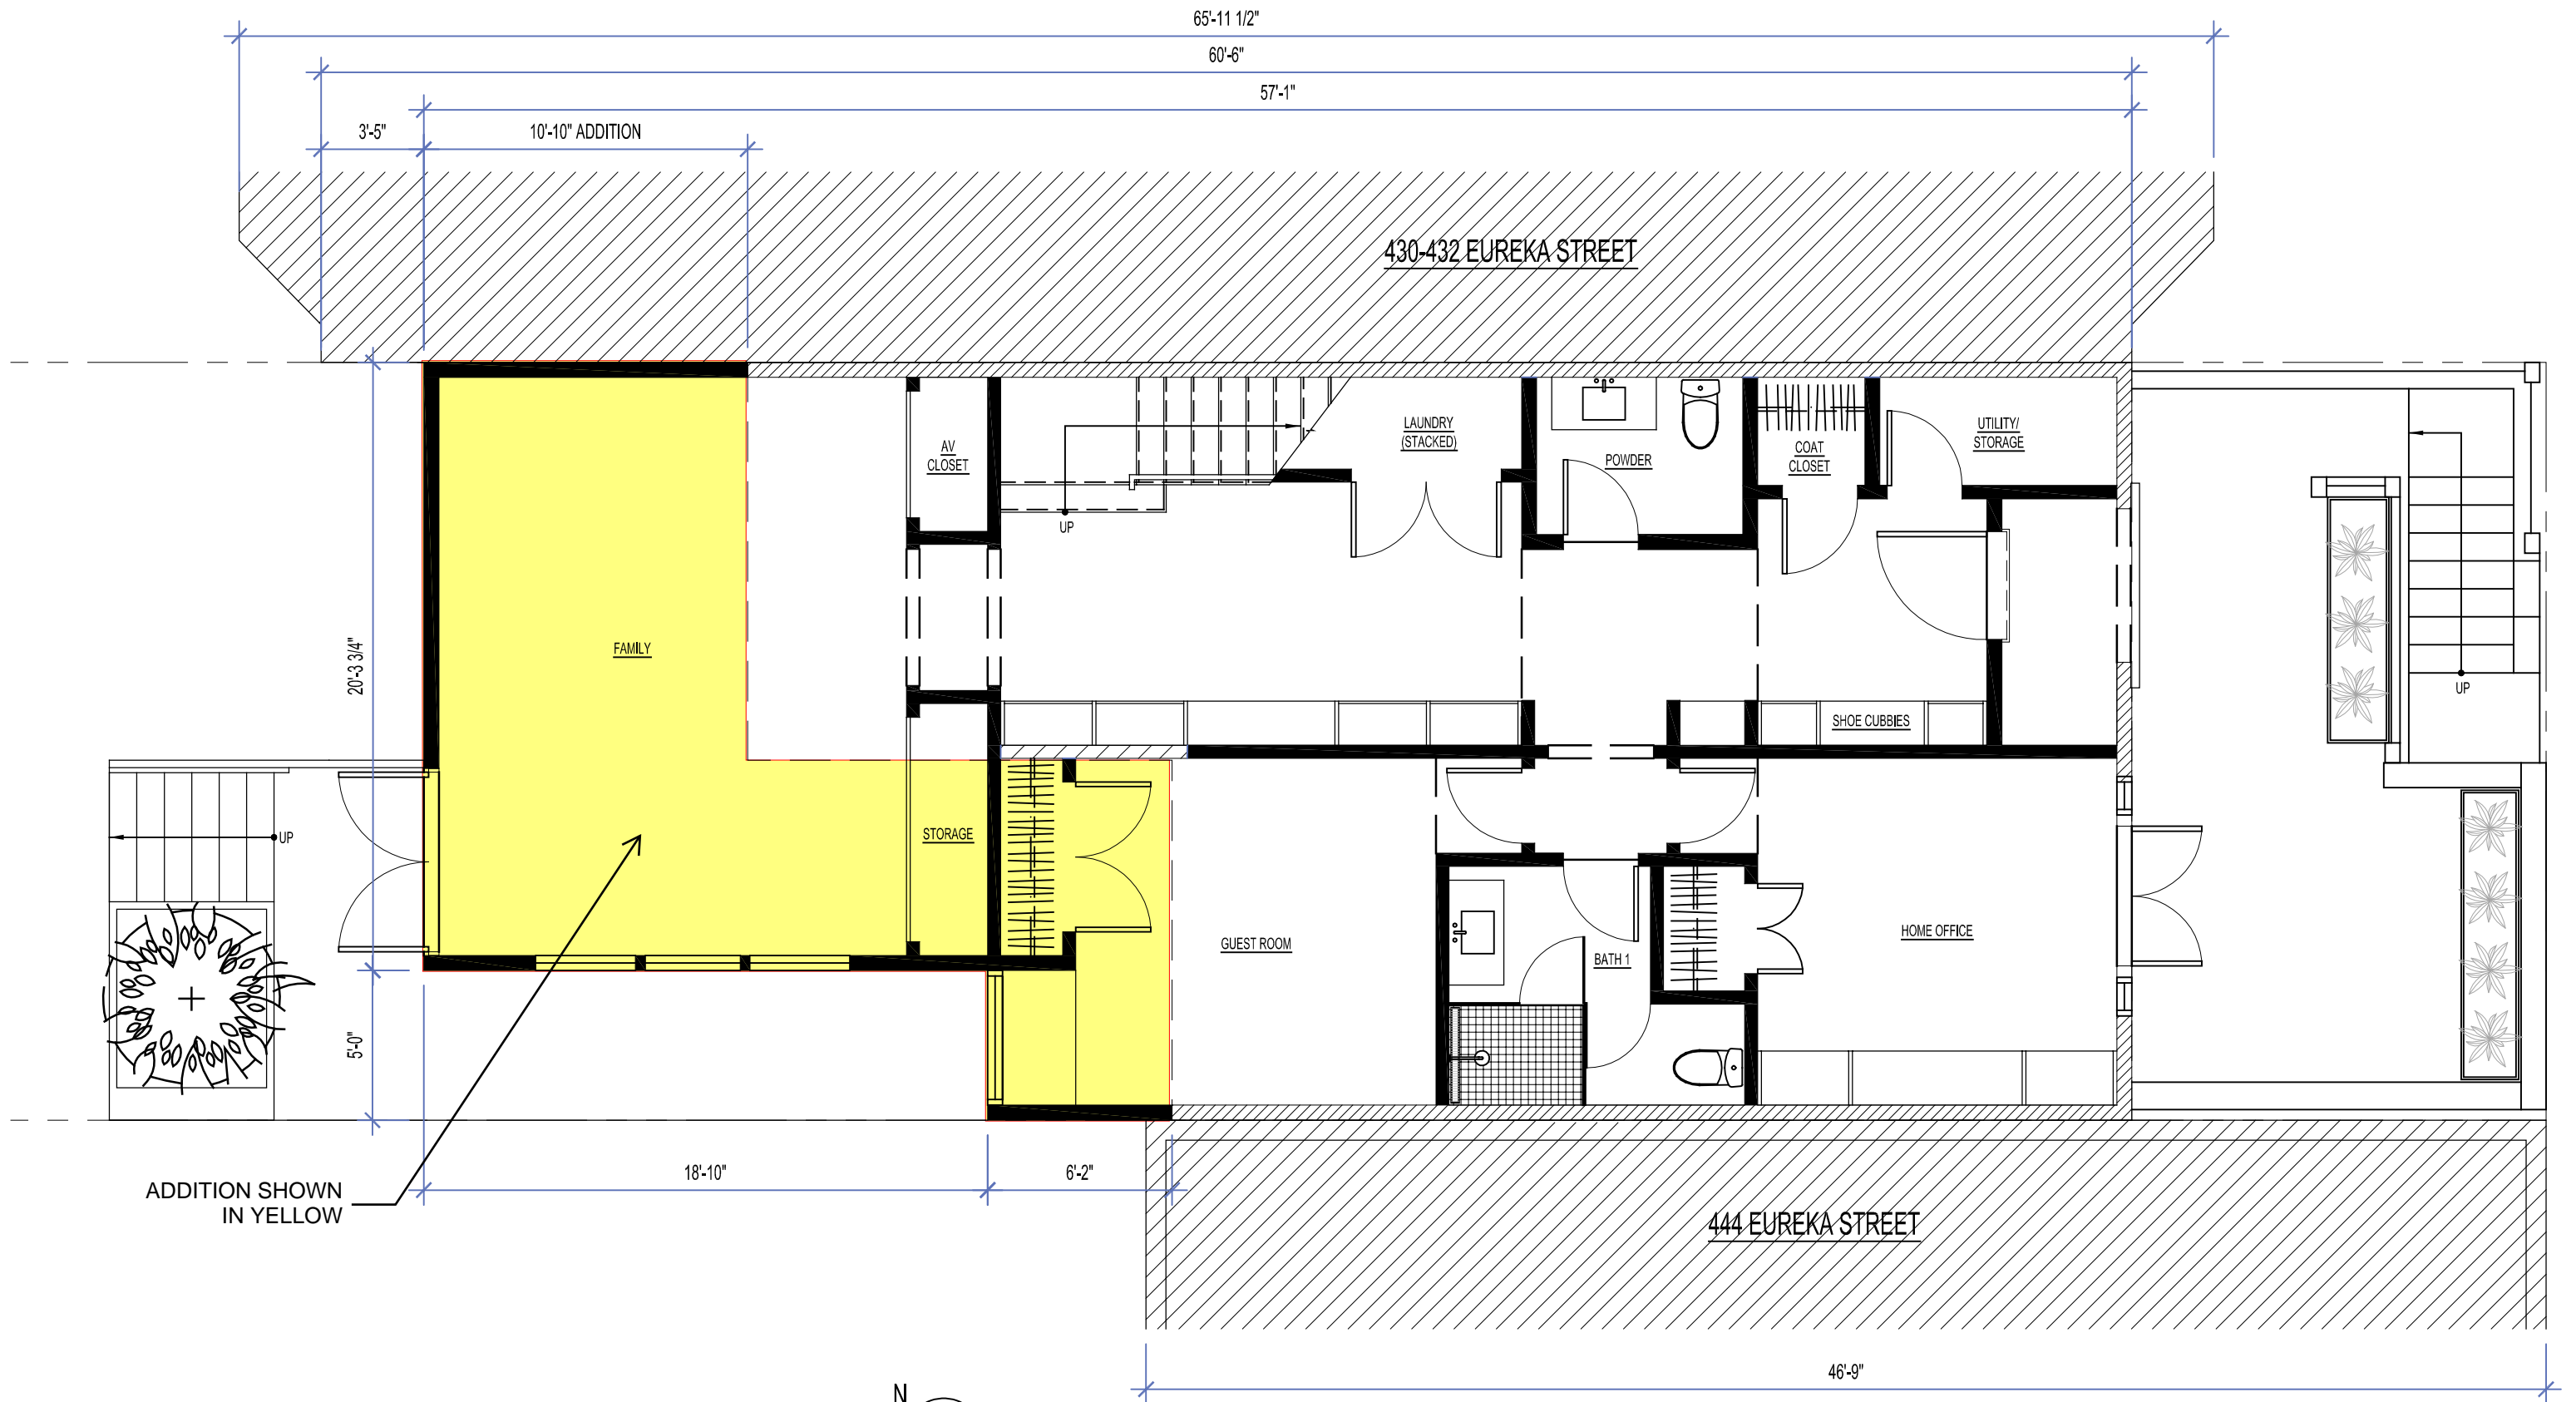 65'-11 1/2"
60'-6"
57'-1"
3'-5"
10'-10" ADDITION
430-432 EUREKA STREET
AV
CLOSET
LAUNDRY
(STACKED)
POWDER
COAT
CLOSET
UTILITY/
STORAGE
UP
FAMILY
20'-3 3/4"
UP
SHOE CUBBIES
UP
STORAGE
GUEST ROOM
BATH 1
HOME OFFICE
5'-0"
18'-10"
6'-2"
ADDITION SHOWN
IN YELLOW
444 EUREKA STREET
46'-9"
N